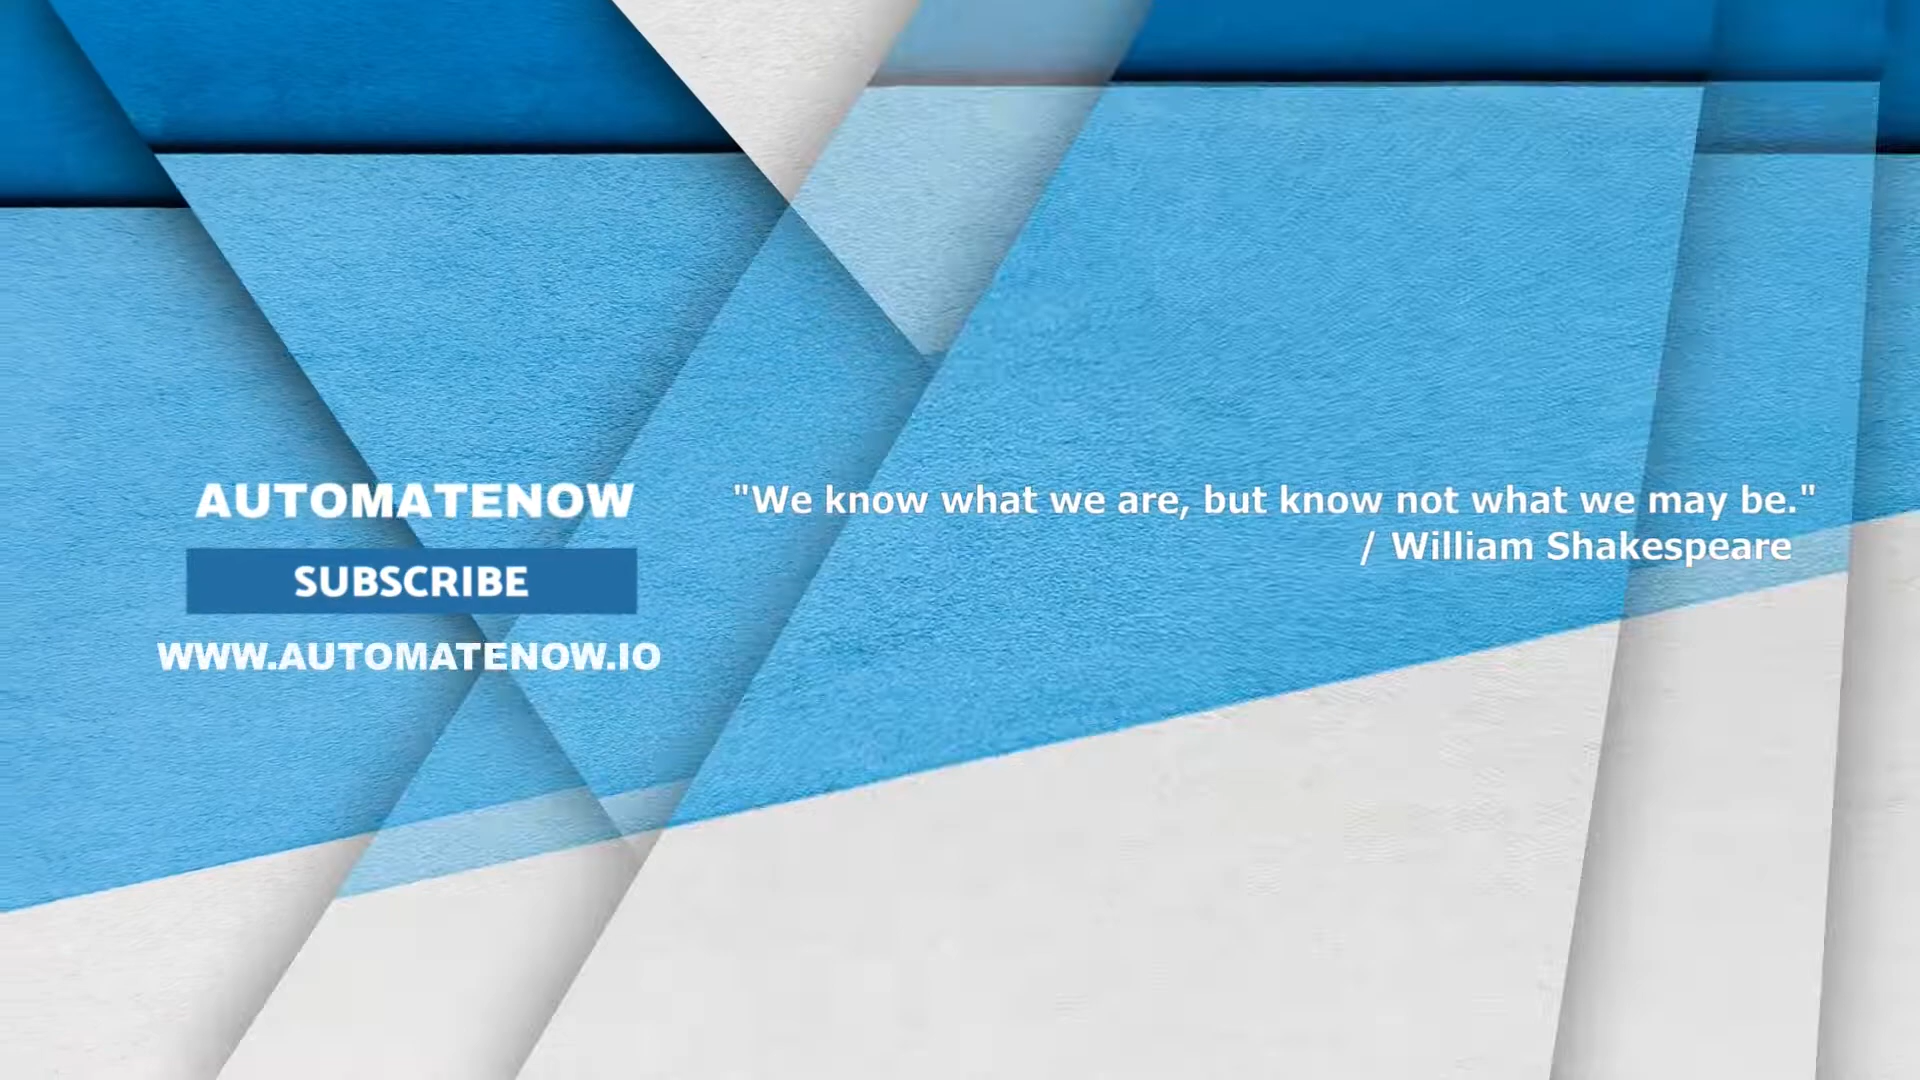 AUTOMATENOW
SUBSCRIBE
WWW.AUTOMATENOW.IO
"We know what we are, but know not what we may be."
/ William Shakespeare